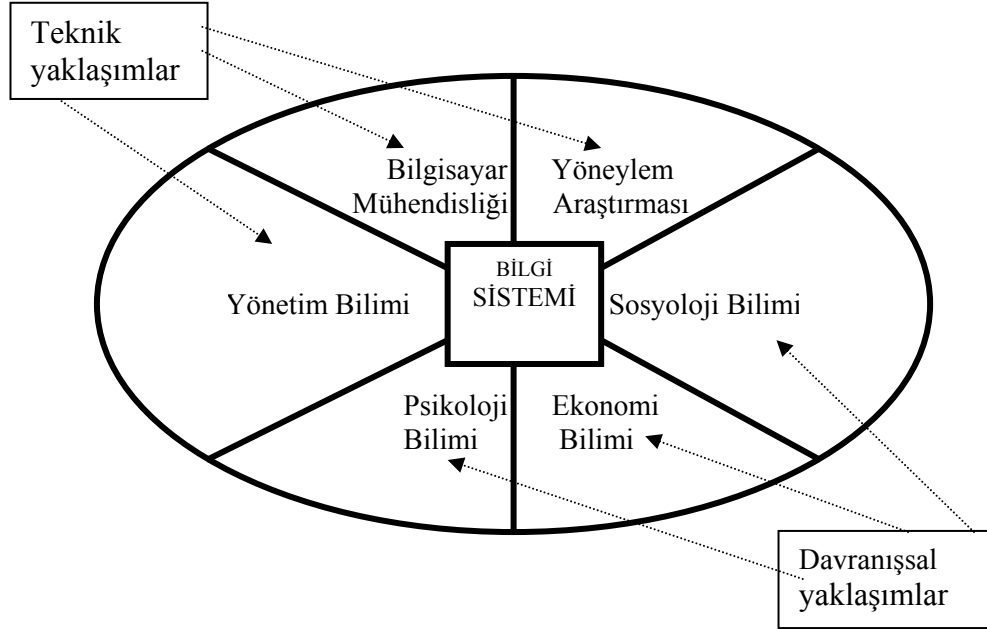 Teknik
yaklaşımlar
Bilgisayar
Mühendisliği
Yöneylem
Araştırması
Yönetim Bilimi
BİLGİ
SİSTEMİ
Sosyoloji Bilimi
Psikoloji
Bilimi
Ekonomi
Bilimi
Davranışsal
yaklaşımlar